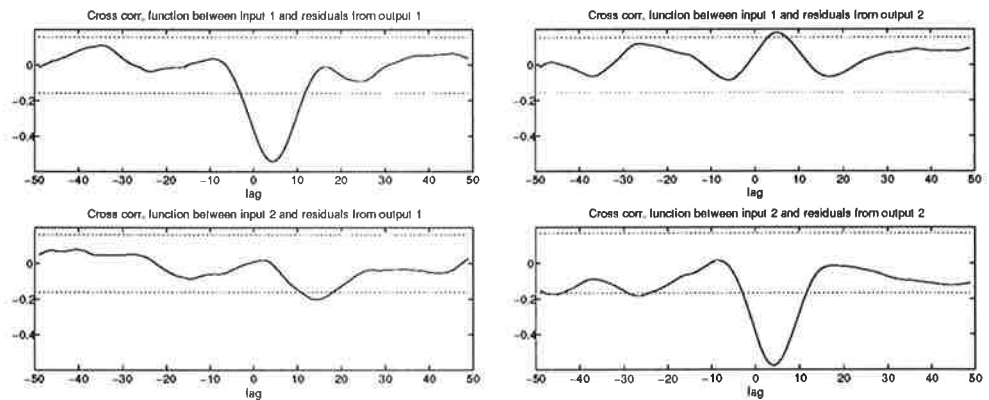 Cross corr. function between input 1 and residuals from output 1
0
-0.2
-0.4
-50 -40 -30 -20 -10 0 10 20 30 40 50
lag
Cross corr. function between input 1 and residuals from output 2
0
-0.2
-0.4
-50 -40 -30 -20 -10 0 10 20 30 40 50
lag
Cross corr. function between input 2 and residuals from output 1
0
-0.2
-0.4
-50 -40 -30 -20 -10 0 10 20 30 40 50
lag
Cross corr. function between input 2 and residuals from output 2
0
-0.2
-0.4
-50 -40 -30 -20 -10 0 10 20 30 40 50
lag